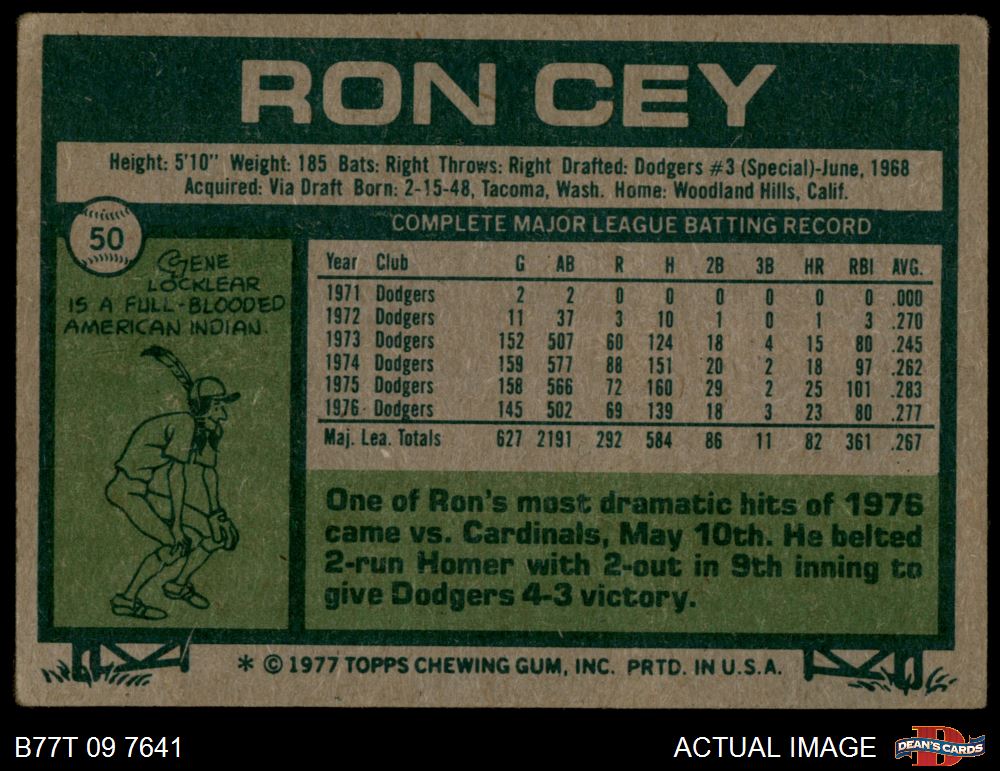 RON CEY
Height: 5'10" Weight: 185 Bats: Right Throws: Right Drafted: Dodgers #3 (Special)-June, 1968
Acquired: Via Draft Born: 2-15-48, Tacoma, Wash. Home: Woodland Hills, Calif.
50
GENE
LOCKLEAR
IS A FULL-BLOODED
AMERICAN INDIAN.
COMPLETE MAJOR LEAGUE BATTING RECORD
Year Club G AB R H 2B 3B HR RBI AVG.
1971 Dodgers 2 2 0 0 0 0 0 0 .000
1972 Dodgers 11 37 3 10 1 0 1 3 .270
1973 Dodgers 152 507 60 124 18 4 15 80 .245
1974 Dodgers 159 577 88 151 20 2 18 97 .262
1975 Dodgers 158 566 72 160 29 2 25 101 .283
1976 Dodgers 145 502 69 139 18 3 23 80 .277
Maj. Lea. Totals 627 2191 292 584 86 11 82 361 .267
One of Ron's most dramatic hits of 1976
came vs. Cardinals, May 10th. He belted
2-run Homer with 2-out in 9th inning to
give Dodgers 4-3 victory.
* © 1977 TOPPS CHEWING GUM, INC. PRTD. IN U.S.A.
B77T 09 7641
ACTUAL IMAGE
D
DEAN'S CARDS